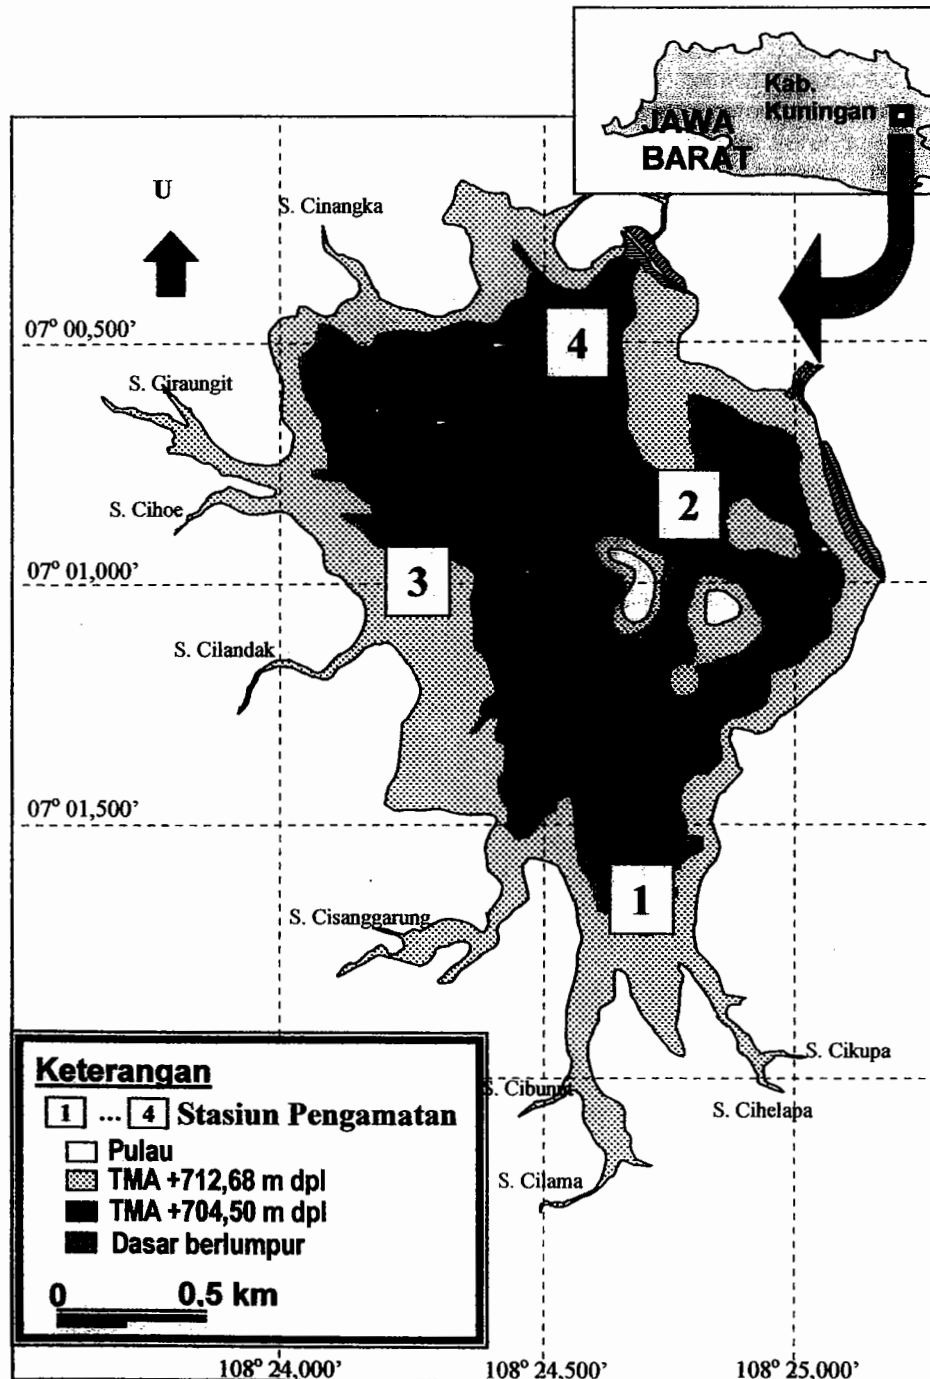 Kab.
Kuningan
JAWA
BARAT
U
S. Cinangka
07° 00,500’
4
S. Ciraungit
2
S. Cihoe
07° 01,000’
3
S. Cilandak
07° 01,500’
1
S. Cisanggarung
S. Cikupa
S. Cihelapa
S. Cilama
Keterangan
1 ... 4 Stasiun Pengamatan
Pulau
TMA +712,68 m dpl
TMA +704,50 m dpl
Dasar berlumpur
0 0,5 km
108° 24,000’ 108° 24,500’ 108° 25,000’